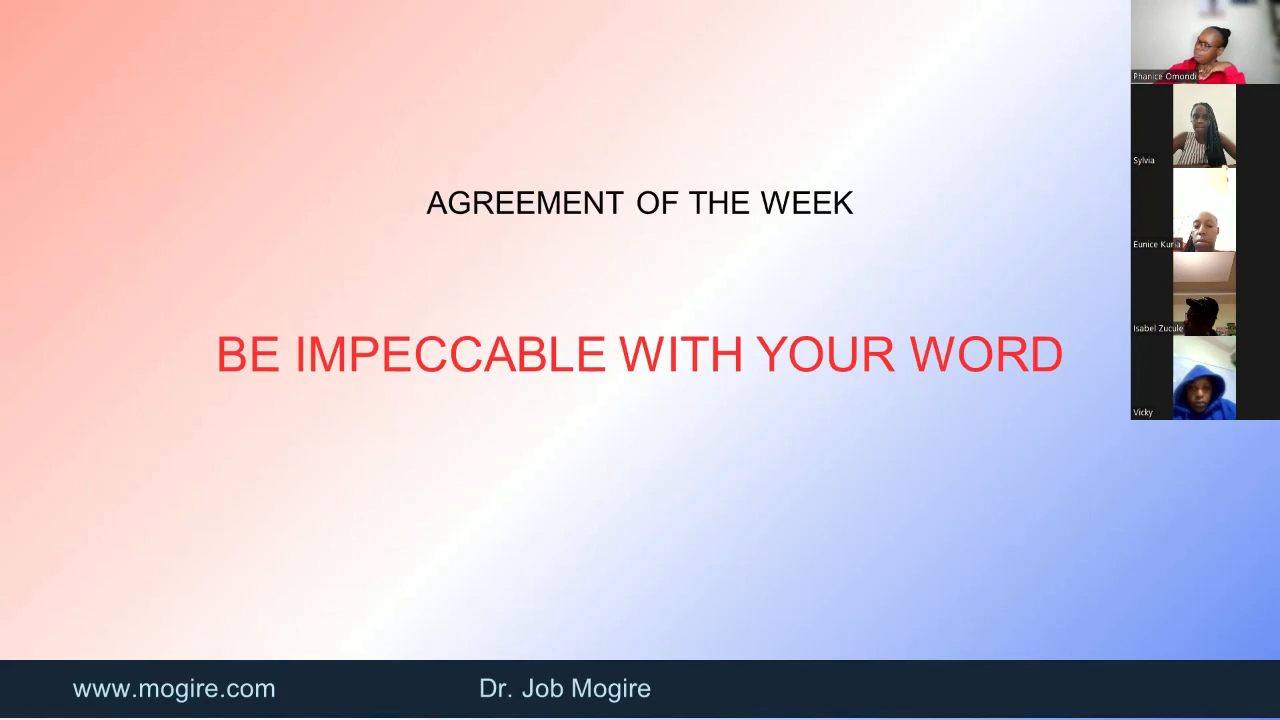 AGREEMENT OF THE WEEK
BE IMPECCABLE WITH YOUR WORD
Phanice Omondi
Sylvia
Eunice Kuria
Isabel Zucule
Vicky
www.mogire.com
Dr. Job Mogire